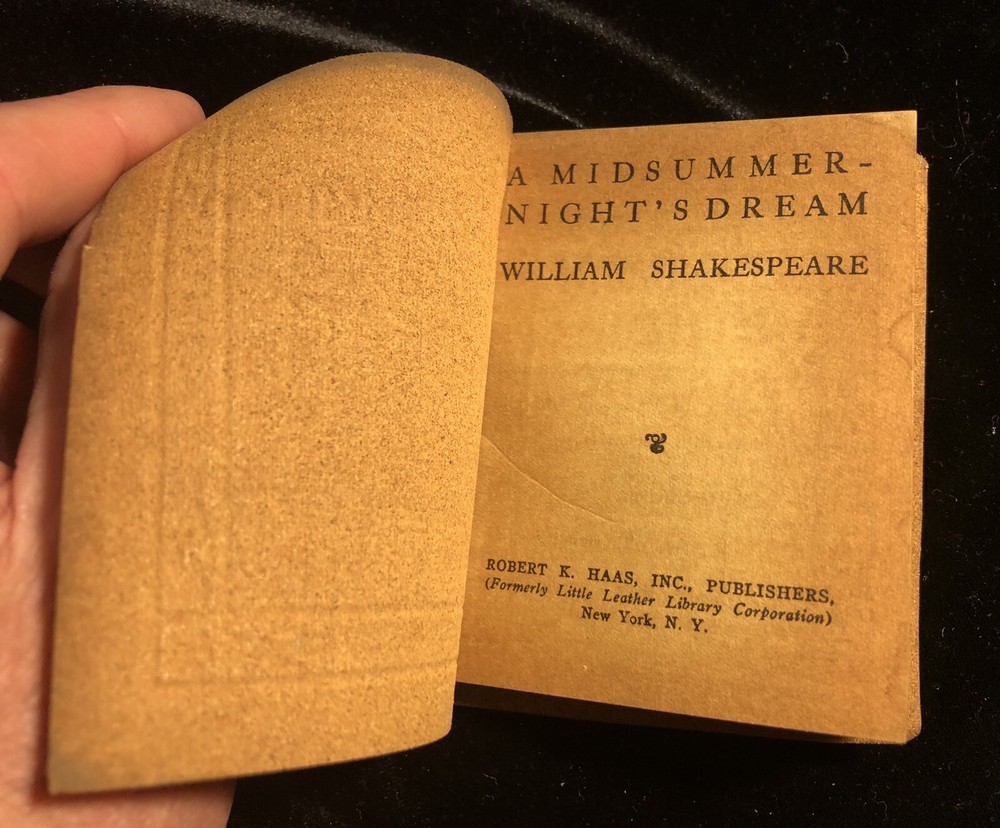 A MIDSUMMER-
NIGHT'S DREAM
WILLIAM SHAKESPEARE
ROBERT K. HAAS, INC., PUBLISHERS,
(Formerly Little Leather Library Corporation)
New York, N. Y.